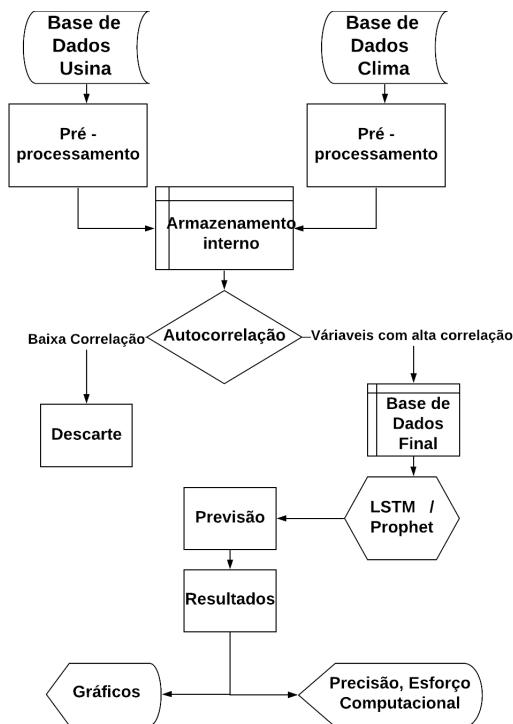 Base de
Dados
Usina
Base de
Dados
Clima
Pré -
processamento
Pré -
processamento
Armazenamento
interno
Autocorrelação
Baixa Correlação
Váriaveis com alta correlação
Descarte
Base de
Dados
Final
LSTM /
Prophet
Previsão
Resultados
Gráficos
Precisão, Esforço
Computacional